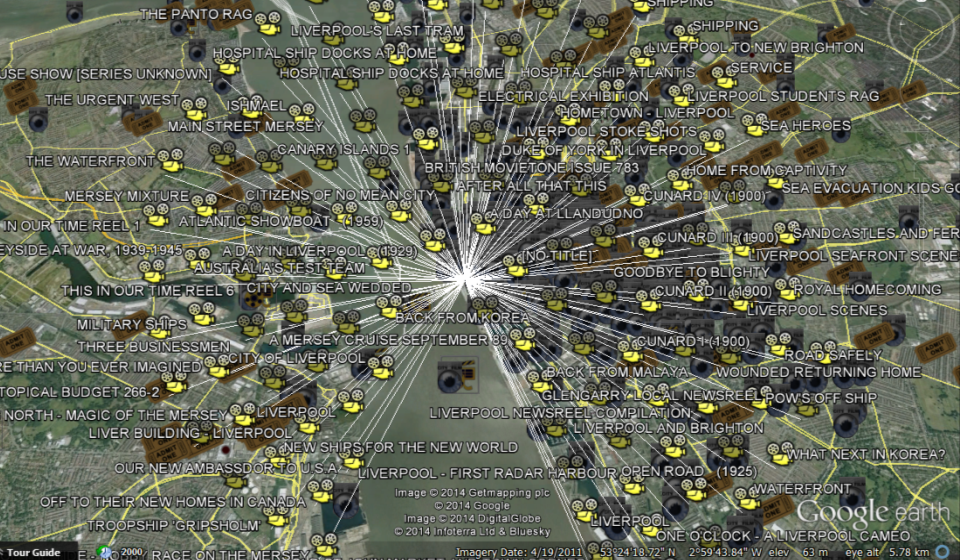 SHIPPING
THE PANTO RAG
SHIPPING
LIVERPOOL'S LAST TRAM
LIVERPOOL TO NEW BRIGHTON
HOSPITAL SHIP DOCKS AT HOME
SERVICE
USE SHOW [SERIES UNKNOWN]
HOSPITAL SHIP DOCKS AT HOME
HOSPITAL SHIP ATLANTIS
THE URGENT WEST
ISHMAEL
ELECTRICAL EXHIBITION
LIVERPOOL STUDENTS RAG
HOMETOWN - LIVERPOOL
MAIN STREET MERSEY
LIVERPOOL STOKE SHOTS
SEA HEROES
CANARY ISLANDS 1
DUKE OF YORK IN LIVERPOOL
THE WATERFRONT
BRITISH MOVIETONE ISSUE 783
HOME FROM CAPTIVITY
AFTER ALL THAT THIS
SEA EVACUATION KIDS GO
MERSEY MIXTURE
CITIZENS OF NO MEAN CITY
CUNARD IV (1900)
A DAY AT LLANDUDNO
IN OUR TIME REEL 1
ATLANTIC SHOWBOAT - (1959)
SANDCASTLES AND FER
CUNARD III (1900)
EYSIDE AT WAR, 1939-1945
A DAY IN LIVERPOOL (1929)
[NO-TITLE]
LIVERPOOL SEAFRONT SCENE
AUSTRALIA'S TEST TEAM
GOODBYE TO BLIGHTY
THIS IN OUR TIME REEL 6
CITY AND SEA WEDDED
CUNARD II (1900)
ROYAL HOMECOMING
LIVERPOOL SCENES
BACK FROM KOREA
MILITARY SHIPS
A MERSEY CRUISE SEPTEMBER 89
CUNARD 1 (1900)
THREE BUSINESSMEN
CITY OF LIVERPOOL
ROAD SAFELY
RE THAN YOU EVER IMAGINED
BACK FROM MALAYA
WOUNDED RETURNING HOME
TOPICAL BUDGET 266-2
GLENGARRY LOCAL NEWSREEL
POW'S OFF SHIP
NORTH - MAGIC OF THE MERSEY
LIVERPOOL
LIVERPOOL NEWSREEL COMPILATION
LIVER BUILDING - LIVERPOOL
LIVERPOOL AND BRIGHTON
NEW SHIPS FOR THE NEW WORLD
WHAT NEXT IN KOREA?
OUR NEW AMBASSDOR TO U.S.A
LIVERPOOL - FIRST RADAR HARBOUR
OPEN ROAD (1925)
WATERFRONT
Image © 2014 Getmapping plc
OFF TO THEIR NEW HOMES IN CANADA
© 2014 Google
Google earth
Image © 2014 DigitalGlobe
TROOPSHIP 'GRIPSHOLM'
LIVERPOOL
© 2014 Infoterra Ltd & Bluesky
ONE O'CLOCK - A LIVERPOOL CAMEO
Tour Guide
2000
RACE ON THE MERSEY
Imagery Date: 4/19/2011 53°24'18.72" N 2°59'43.84" W elev 63 m eye alt 5.78 km